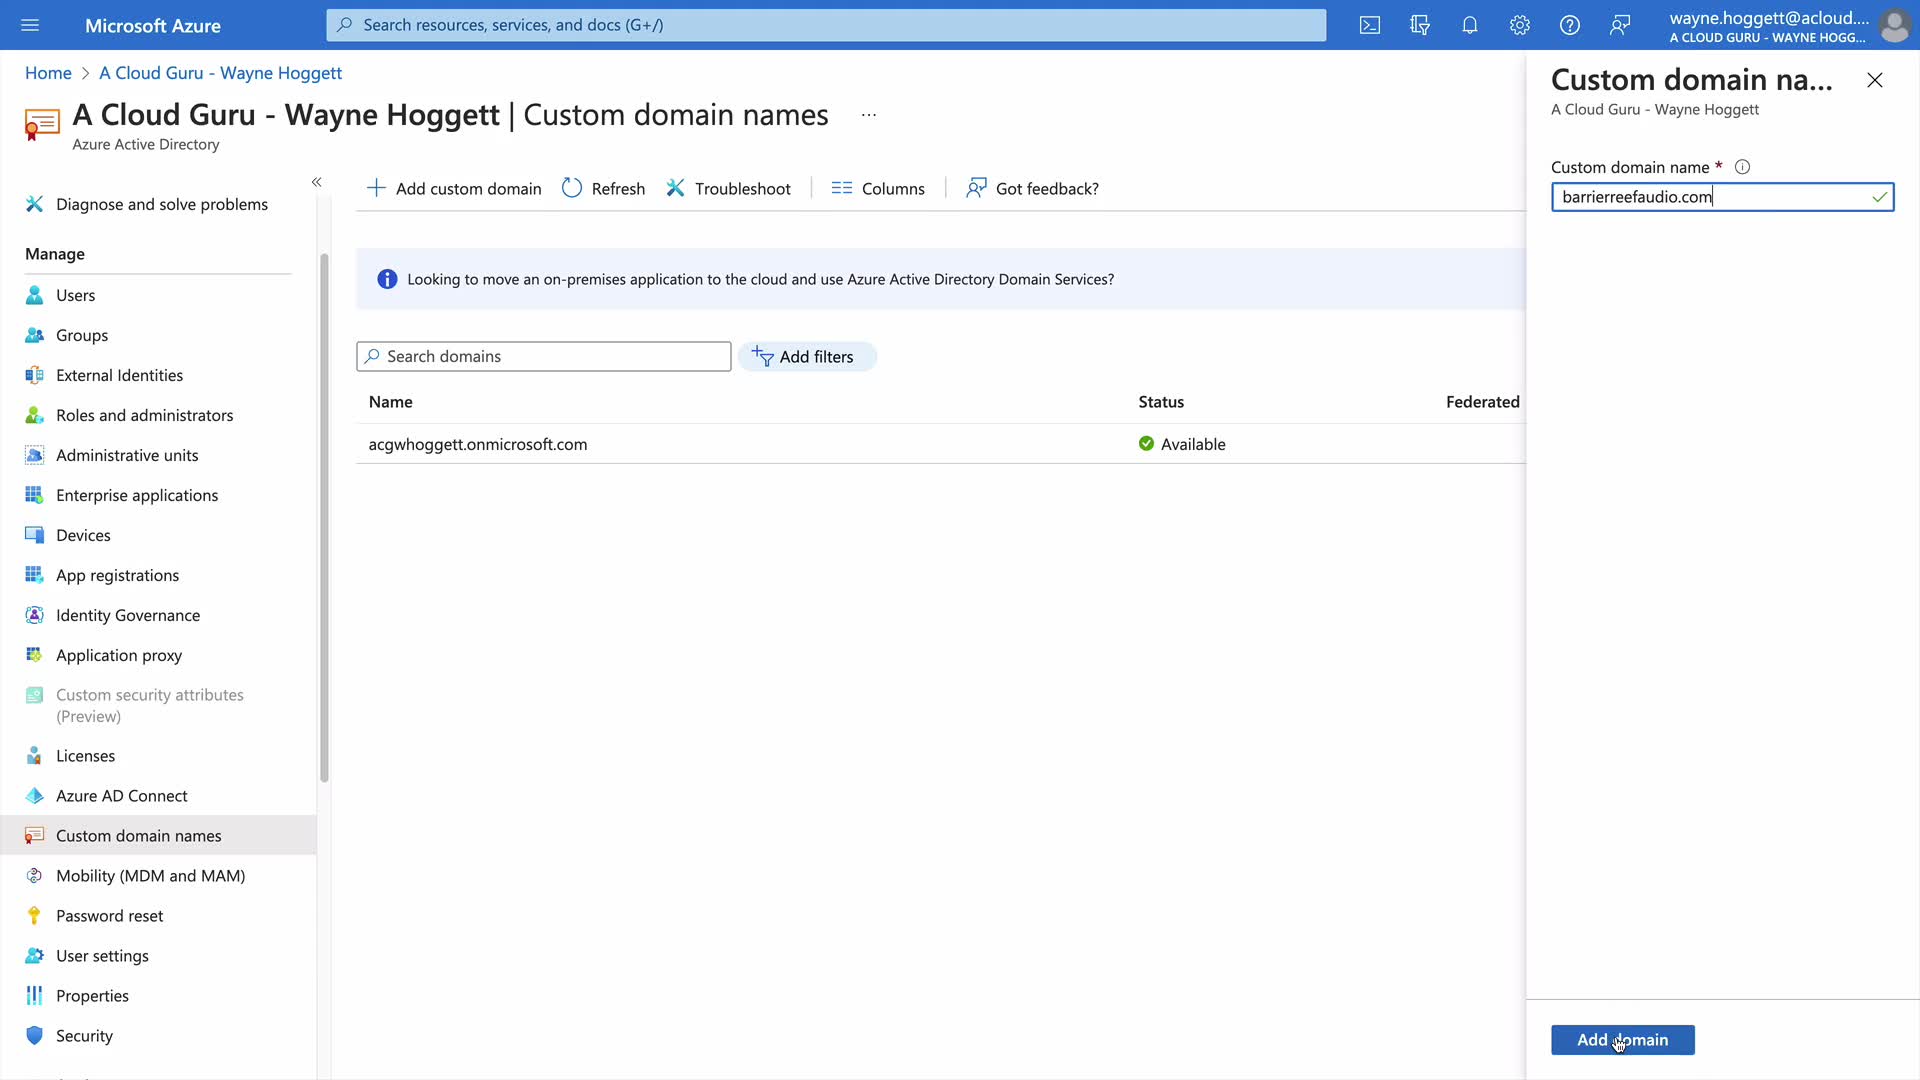 Microsoft Azure
Search resources, services, and docs (G+/)
wayne.hoggett@acloud....
A CLOUD GURU - WAYNE HOGG...
Home > A Cloud Guru - Wayne Hoggett
A Cloud Guru - Wayne Hoggett | Custom domain names ...
Azure Active Directory
Diagnose and solve problems
Manage
Users
Groups
External Identities
Roles and administrators
Administrative units
Enterprise applications
Devices
App registrations
Identity Governance
Application proxy
Custom security attributes
(Preview)
Licenses
Azure AD Connect
Custom domain names
Mobility (MDM and MAM)
Password reset
User settings
Properties
Security
Add custom domain Refresh Troubleshoot Columns Got feedback?
Looking to move an on-premises application to the cloud and use Azure Active Directory Domain Services?
Search domains Add filters
Name Status Federated
acgwhoggett.onmicrosoft.com Available
Custom domain na...
A Cloud Guru - Wayne Hoggett
Custom domain name *
barrierreefaudio.com
Add domain